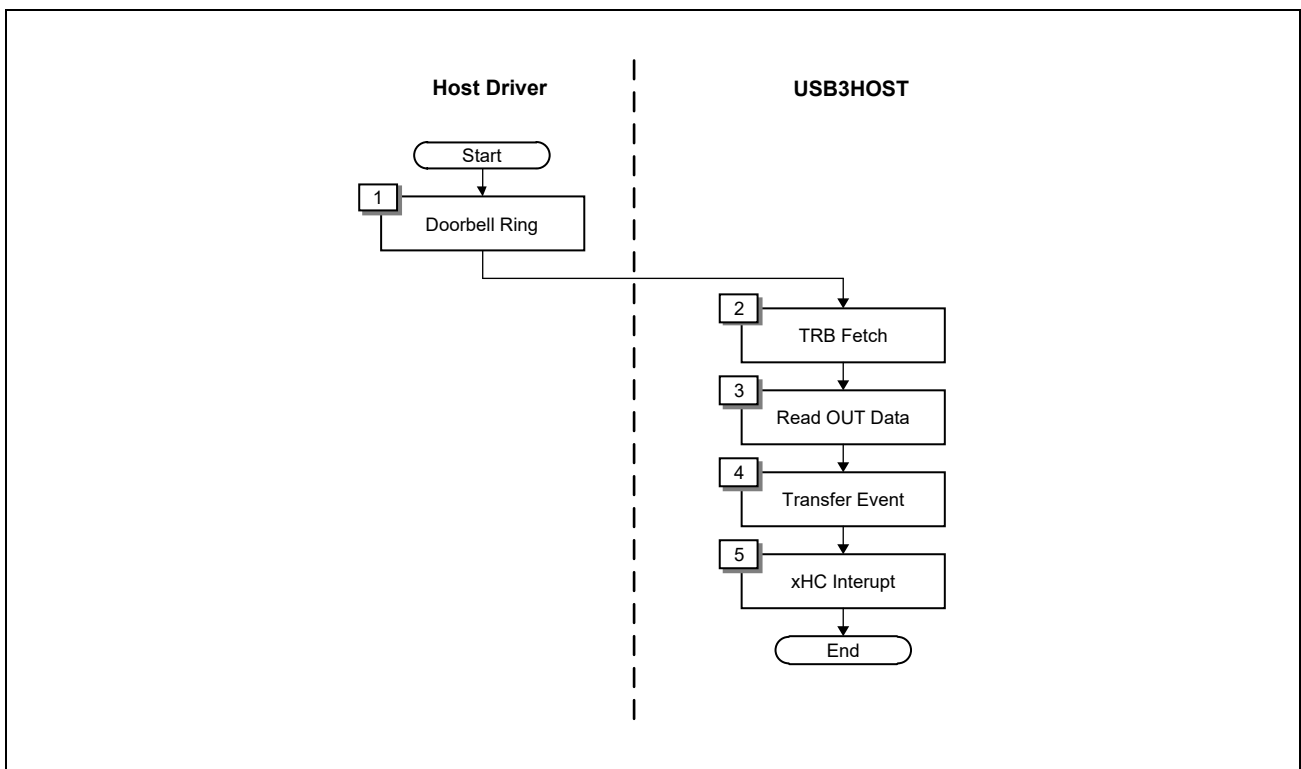 Host Driver
USB3HOST
Start
1
Doorbell Ring
2
TRB Fetch
3
Read OUT Data
4
Transfer Event
5
xHC Interupt
End